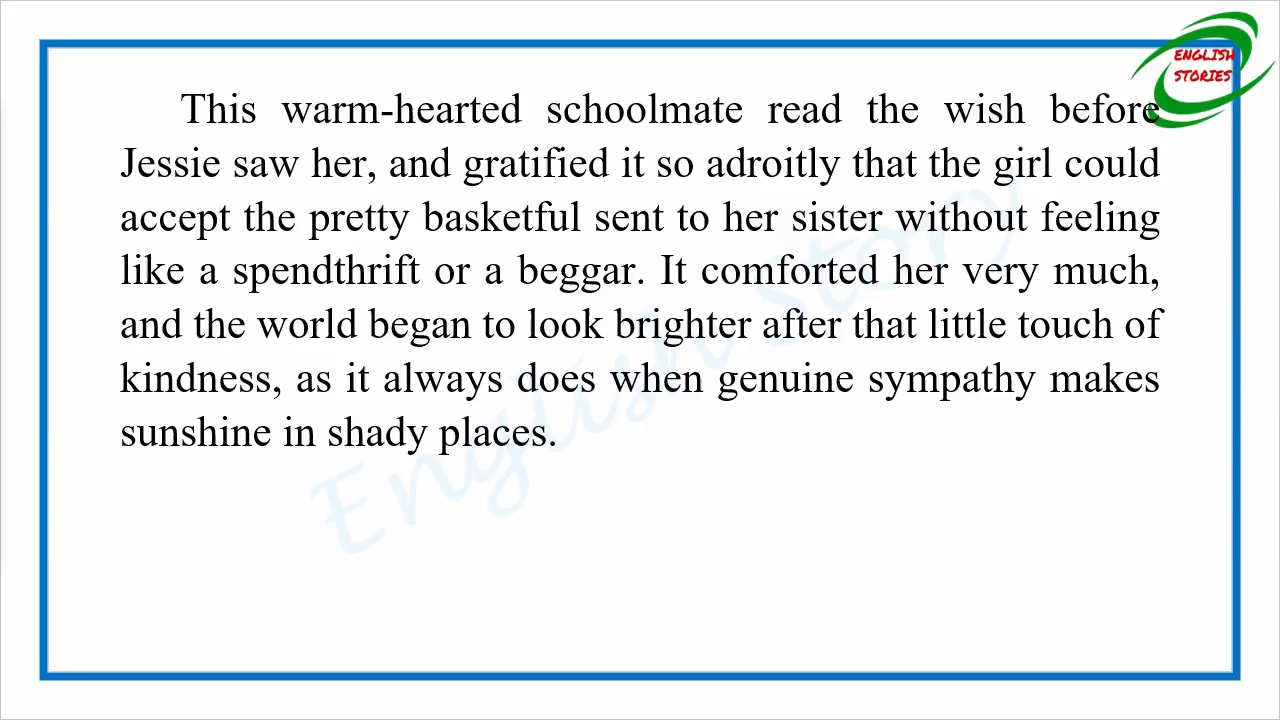 ENGLISH
STORIES
This warm-hearted schoolmate read the wish before
Jessie saw her, and gratified it so adroitly that the girl could
accept the pretty basketful sent to her sister without feeling
like a spendthrift or a beggar. It comforted her very much,
and the world began to look brighter after that little touch of
kindness, as it always does when genuine sympathy makes
sunshine in shady places.
English Story